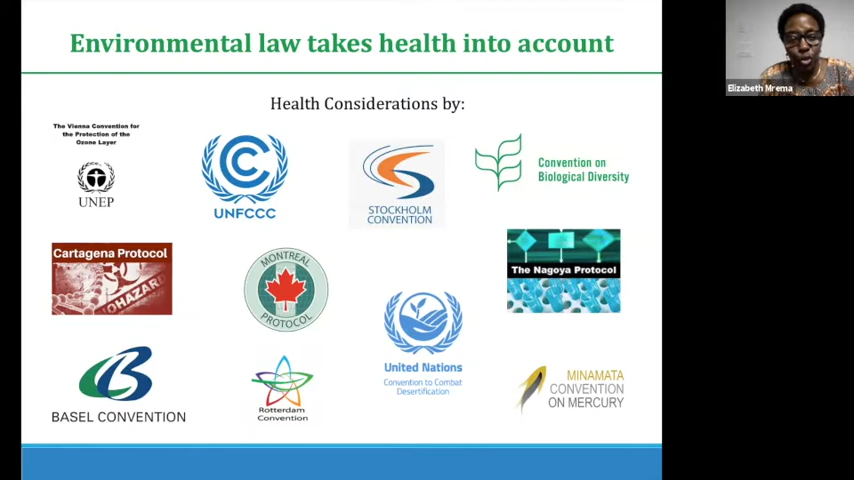 Environmental law takes health into account
Elizabeth Mrema
Health Considerations by:
The Vienna Convention for
the Protection of the
Ozone Layer
UNEP
UNFCCC
STOCKHOLM
CONVENTION
Convention on
Biological Diversity
Cartagena Protocol
BIOHAZARD
MONTREAL
PROTOCOL
The Nagoya Protocol
United Nations
Convention to Combat
Desertification
BASEL CONVENTION
Rotterdam
Convention
MINAMATA
CONVENTION
ON MERCURY